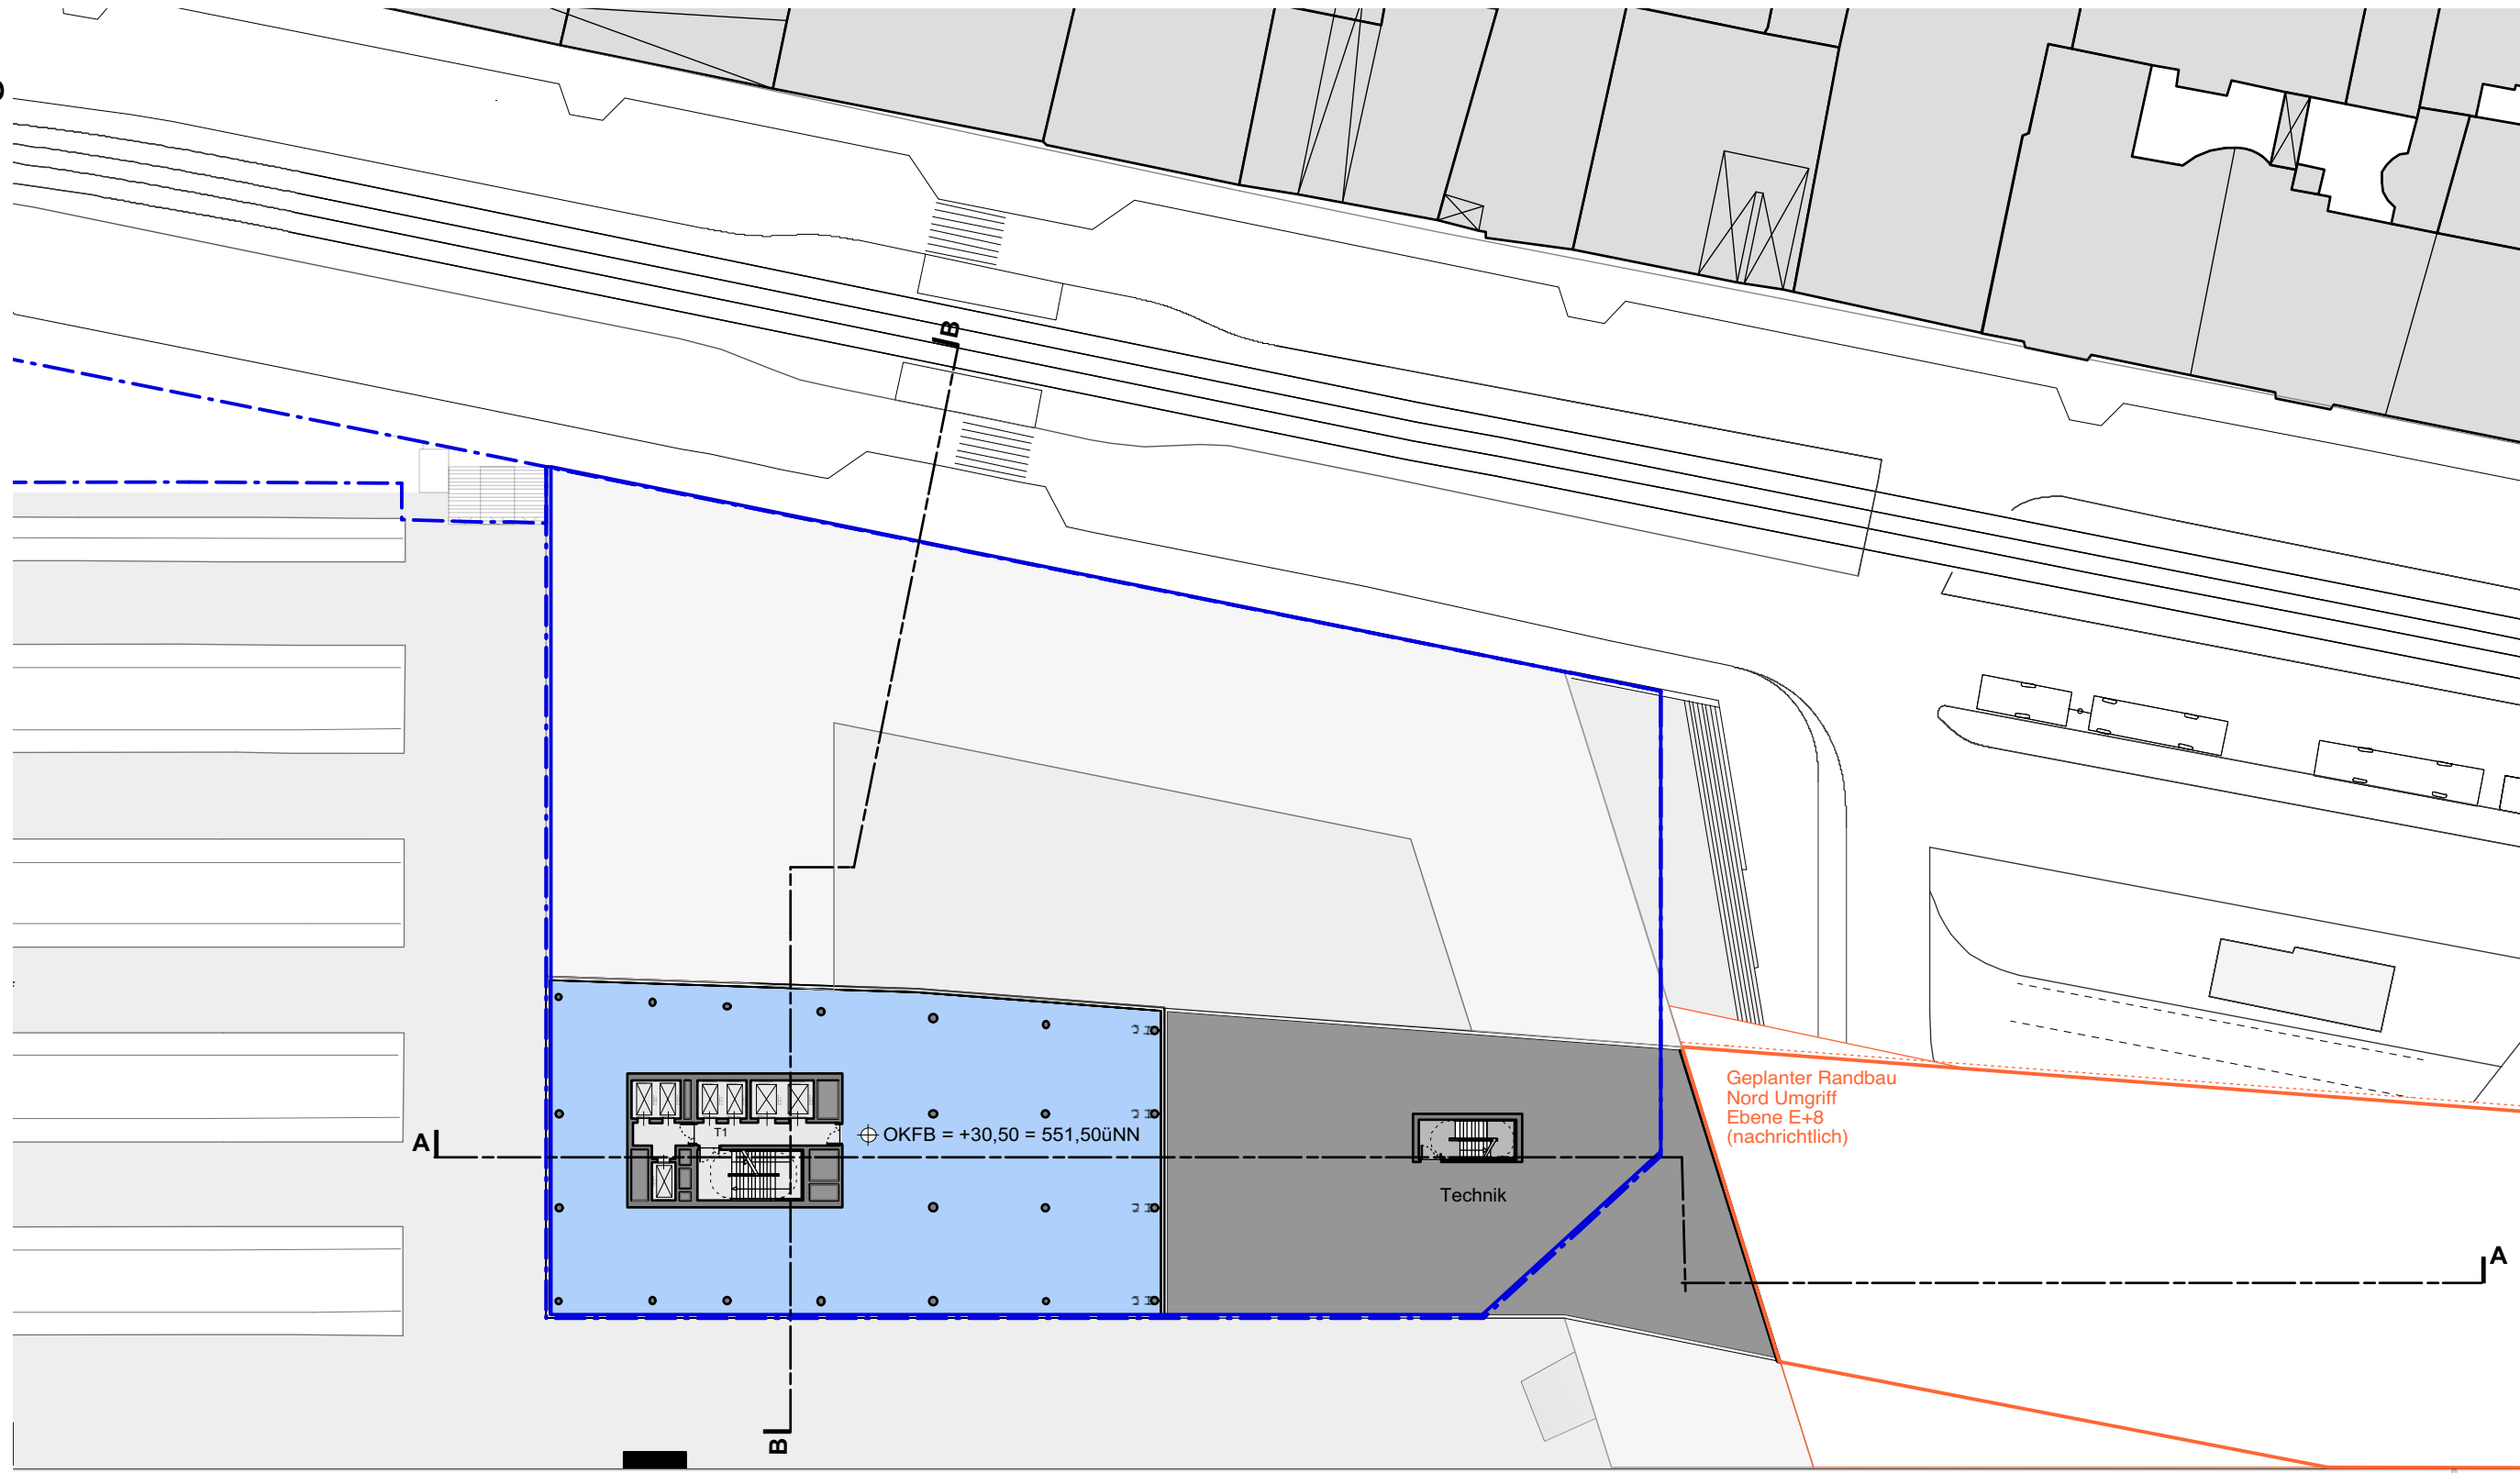 B
Geplanter Randbau
Nord Umgriff
Ebene E+8
(nachrichtlich)
T1
OKFB = +30,50 = 551,50üNN
A
Technik
A
B